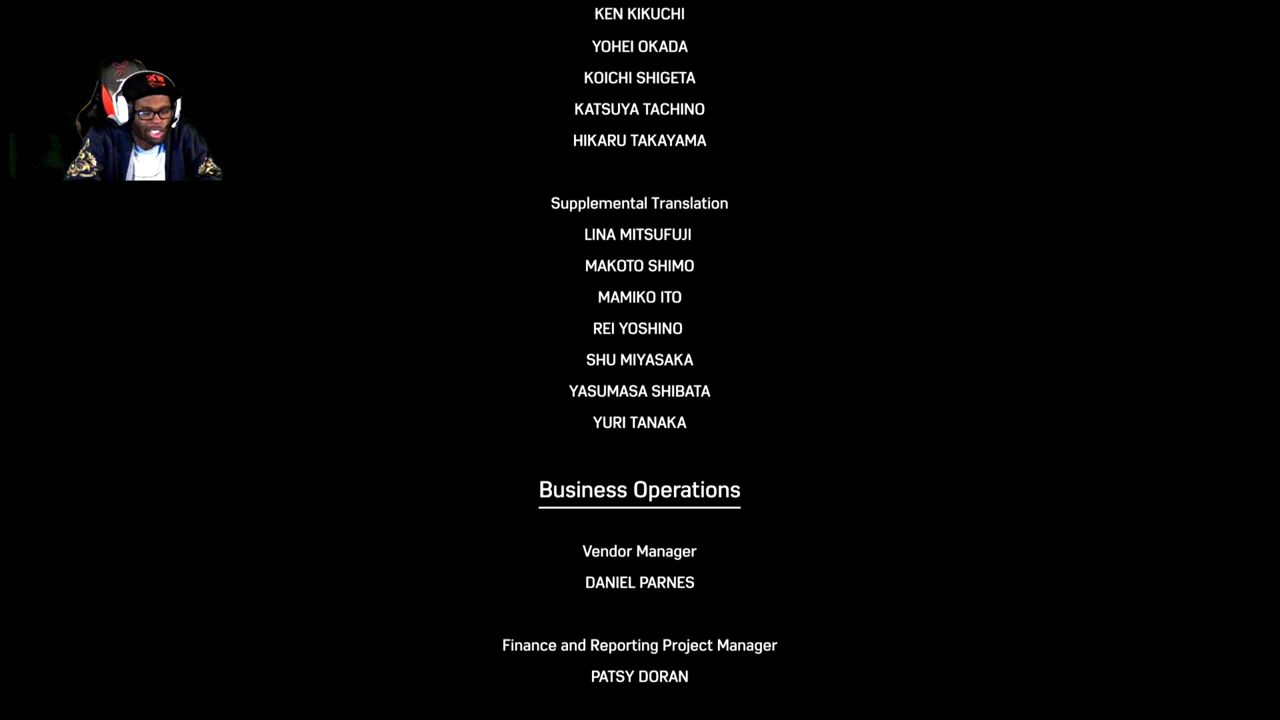 KEN KIKUCHI
YOHEI OKADA
KOICHI SHIGETA
KATSUYA TACHINO
HIKARU TAKAYAMA
Supplemental Translation
LINA MITSUFUJI
MAKOTO SHIMO
MAMIKO ITO
REI YOSHINO
SHU MIYASAKA
YASUMASA SHIBATA
YURI TANAKA
Business Operations
Vendor Manager
DANIEL PARNES
Finance and Reporting Project Manager
PATSY DORAN